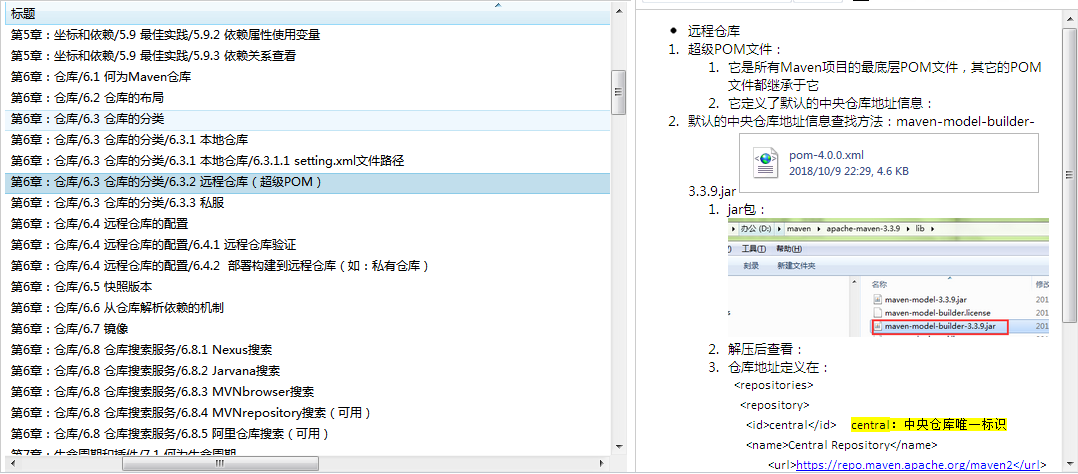 标题
第5章：坐标和依赖/5.9 最佳实践/5.9.2 依赖属性使用变量
第5章：坐标和依赖/5.9 最佳实践/5.9.3 依赖关系查看
第6章：仓库/6.1 何为Maven仓库
第6章：仓库/6.2 仓库的布局
第6章：仓库/6.3 仓库的分类
第6章：仓库/6.3 仓库的分类/6.3.1 本地仓库
第6章：仓库/6.3 仓库的分类/6.3.1 本地仓库/6.3.1.1 setting.xml文件路径
第6章：仓库/6.3 仓库的分类/6.3.2 远程仓库（超级POM）
第6章：仓库/6.3 仓库的分类/6.3.3 私服
第6章：仓库/6.4 远程仓库的配置
第6章：仓库/6.4 远程仓库的配置/6.4.1 远程仓库验证
第6章：仓库/6.4 远程仓库的配置/6.4.2 部署构建到远程仓库（如：私有仓库）
第6章：仓库/6.5 快照版本
第6章：仓库/6.6 从仓库解析依赖的机制
第6章：仓库/6.7 镜像
第6章：仓库/6.8 仓库搜索服务/6.8.1 Nexus搜索
第6章：仓库/6.8 仓库搜索服务/6.8.2 Jarvana搜索
第6章：仓库/6.8 仓库搜索服务/6.8.3 MVNbrowser搜索
第6章：仓库/6.8 仓库搜索服务/6.8.4 MVNrepository搜索（可用）
第6章：仓库/6.8 仓库搜索服务/6.8.5 阿里仓库搜索（可用）
第7章：生命周期和插件/7.1 何为生命周期
• 远程仓库
1. 超级POM文件：
1. 它是所有Maven项目的最底层POM文件，其它的POM
文件都继承于它
2. 它定义了默认的中央仓库地址信息：
2. 默认的中央仓库地址信息查找方法：maven-model-builder-
pom-4.0.0.xml
2018/10/9 22:29, 4.6 KB
3.3.9.jar
1. jar包：
办公 (D:) maven apache-maven-3.3.9 lib
工具(T) 帮助(H)
刻录 新建文件夹
名称 修改
maven-model-3.3.9.jar 201
maven-model-builder.license 201
maven-model-builder-3.3.9.jar 201
2. 解压后查看：
3. 仓库地址定义在：
<repositories>
<repository>
<id>central</id> central：中央仓库唯一标识
<name>Central Repository</name>
<url>https://repo.maven.apache.org/maven2</url>